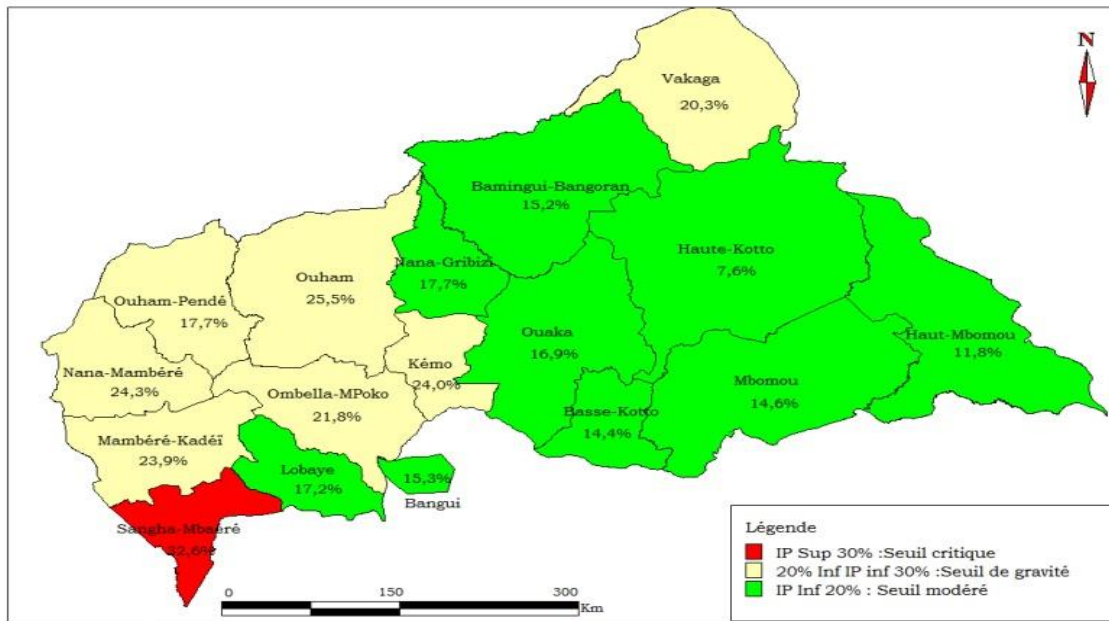 N
Vakaga
20,3%
Bamingui-Bangoran
15,2%
Haute-Kotto
7,6%
Nana-Gribizi
17,7%
Ouham
25,5%
Ouham-Pendé
17,7%
Ouaka
16,9%
Haut-Mbomou
11,8%
Kémo
24,0%
Nana-Mambéré
24,3%
Mbomou
14,6%
Ombella-MPoko
21,8%
Basse-Kotto
14,4%
Mambéré-Kadéï
23,9%
Lobaye
17,2%
15,3%
Bangui
Sangha-Mbaéré
32,6%
0 150 300
Km
Légende
IP Sup 30% :Seuil critique
20% Inf IP inf 30% :Seuil de gravité
IP Inf 20% : Seuil modéré